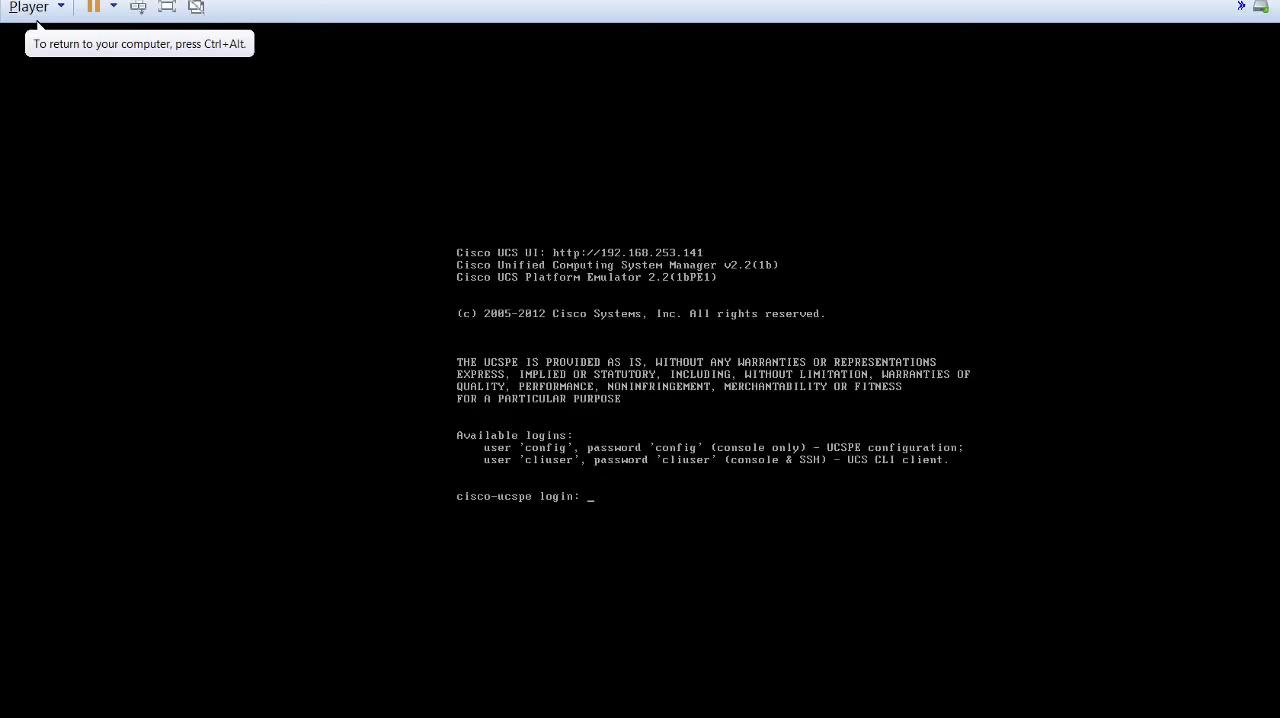 Player
To return to your computer, press Ctrl+Alt.
Cisco UCS UI: http://192.168.253.141
Cisco Unified Computing System Manager v2.2(1b)
Cisco UCS Platform Emulator 2.2(1bPE1)
(c) 2005-2012 Cisco Systems, Inc. All rights reserved.
THE UCSPE IS PROVIDED AS IS, WITHOUT ANY WARRANTIES OR REPRESENTATIONS
EXPRESS, IMPLIED OR STATUTORY, INCLUDING, WITHOUT LIMITATION, WARRANTIES OF
QUALITY, PERFORMANCE, NONINFRINGEMENT, MERCHANTABILITY OR FITNESS
FOR A PARTICULAR PURPOSE
Available logins:
user 'config', password 'config' (console only) - UCSPE configuration;
user 'cliuser', password 'cliuser' (console & SSH) - UCS CLI client.
cisco-ucspe login: _